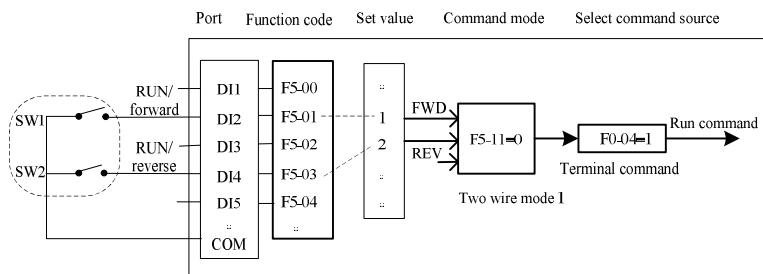 Port Function code Set value Command mode Select command source
RUN/
forward
SW1
RUN/
reverse
SW2
DI1
DI2
DI3
DI4
DI5
::
COM
F5-00
F5-01
F5-02
F5-03
F5-04
::
::
1
2
::
::
FWD
REV
F5-11=0
Two wire mode 1
F0-04=1
Terminal command
Run command